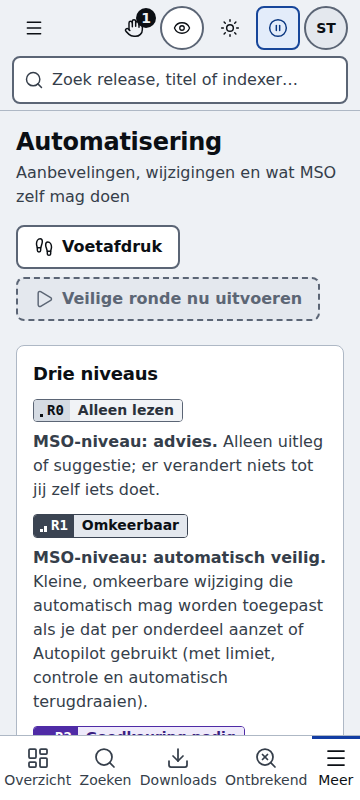 1
ST
Zoek release, titel of indexer…
Automatisering
Aanbevelingen, wijzigingen en wat MSO
zelf mag doen
Voetafdruk
Veilige ronde nu uitvoeren
Drie niveaus
R0 Alleen lezen
MSO-niveau: advies. Alleen uitleg
of suggestie; er verandert niets tot
jij zelf iets doet.
R1 Omkeerbaar
MSO-niveau: automatisch veilig.
Kleine, omkeerbare wijziging die
automatisch mag worden toegepast
als je dat per onderdeel aanzet of
Autopilot gebruikt (met limiet,
controle en automatisch
terugdraaien).
Overzicht Zoeken Downloads Ontbrekend Meer